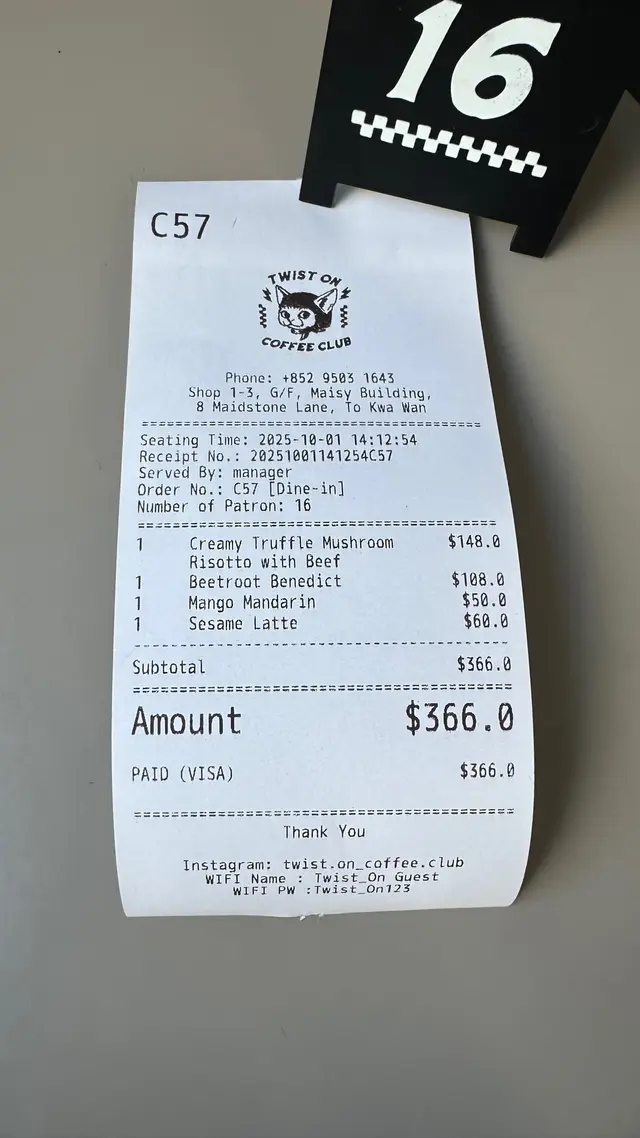 16
C57
TWIST ON
COFFEE CLUB
Phone: +852 9503 1643
Shop 1-3, G/F, Maisy Building,
8 Maidstone Lane, To Kwa Wan
Seating Time: 2025-10-01 14:12:54
Receipt No.: 20251001141254C57
Served By: manager
Order No.: C57 [Dine-in]
Number of Patron: 16
1 Creamy Truffle Mushroom $148.0
Risotto with Beef
1 Beetroot Benedict $108.0
1 Mango Mandarin $50.0
1 Sesame Latte $60.0
Subtotal $366.0
Amount $366.0
PAID (VISA) $366.0
Thank You
Instagram: twist.on_coffee.club
WIFI Name : Twist_On Guest
WIFI PW :Twist_On123